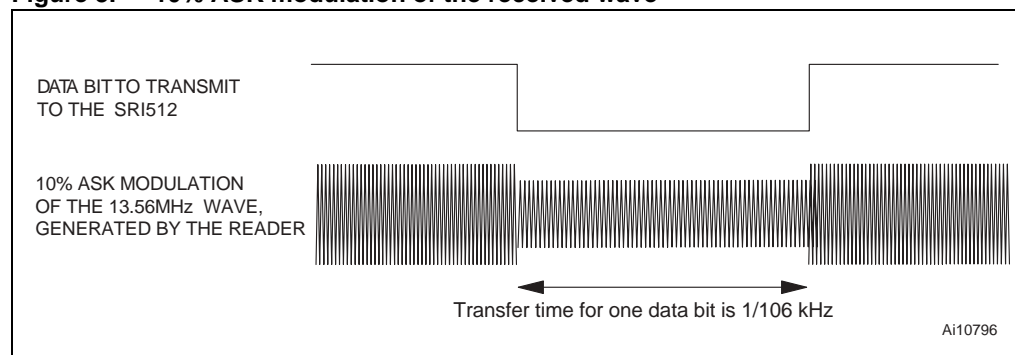 DATA BIT TO TRANSMIT
TO THE SRI512
10% ASK MODULATION
OF THE 13.56MHz WAVE,
GENERATED BY THE READER
Transfer time for one data bit is 1/106 kHz
Ai10796